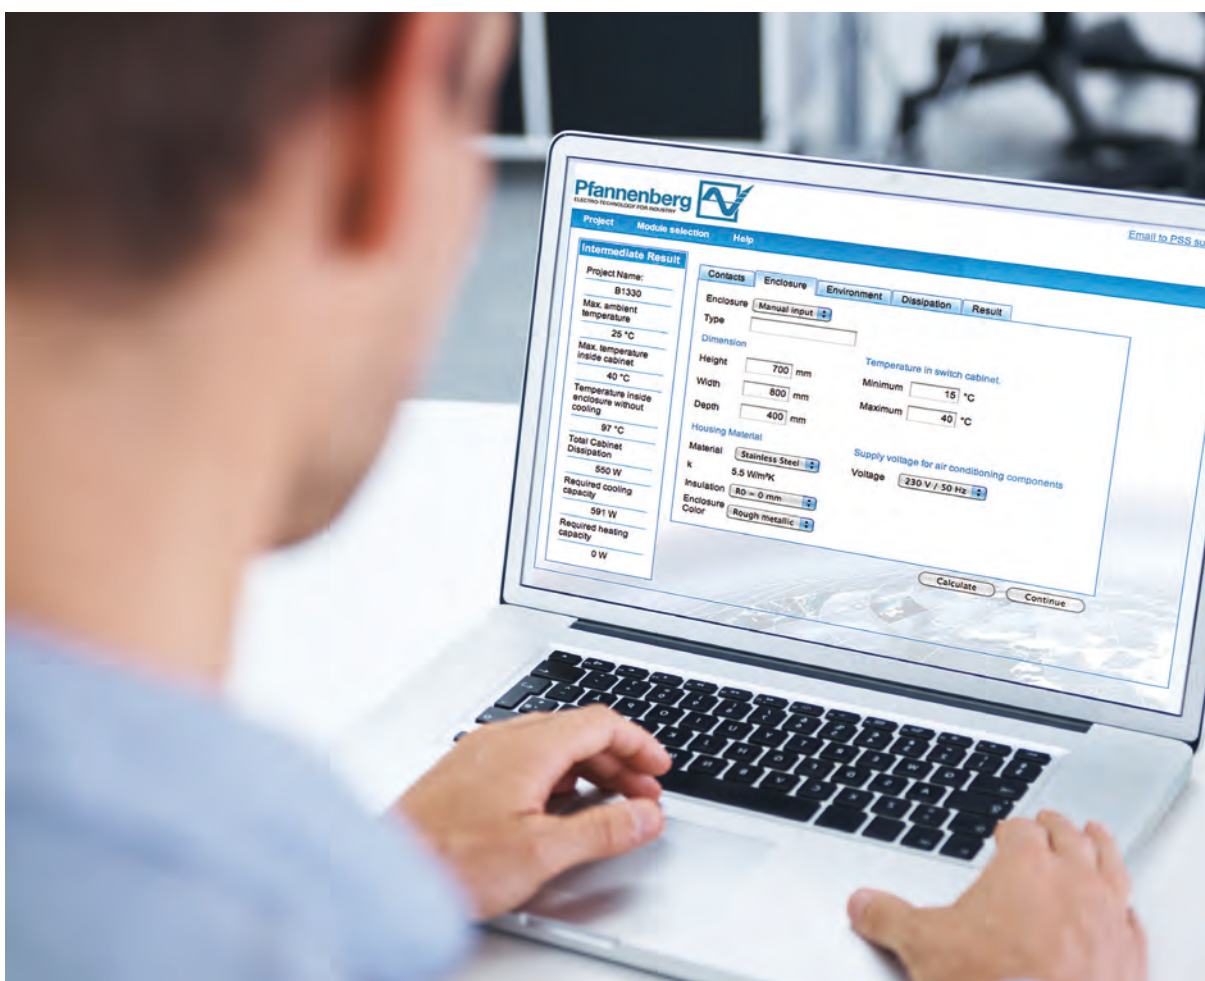 Pfannenberg
ELECTRO-TECHNOLOGY FOR INDUSTRY
Email to PSS su
Project Module selection Help
Intermediate Result
Project Name:
B1330
Max. ambient
temperature
25 °C
Max. temperature
inside cabinet
40 °C
Temperature inside
enclosure without
cooling
97 °C
Total Cabinet
Dissipation
550 W
Required cooling
capacity
591 W
Required heating
capacity
0 W
Contacts Enclosure Environment Dissipation Result
Enclosure Manual input
Type
Dimension
Height 700 mm
Width 800 mm
Depth 400 mm
Housing Material
Material Stainless Steel
K 5.5 W/m²K
Insulation R0 = 0 mm
Enclosure
Color Rough metallic
Temperature in switch cabinet.
Minimum 15 °C
Maximum 40 °C
Supply voltage for air conditioning components
Voltage 230 V / 50 Hz
Calculate Continue